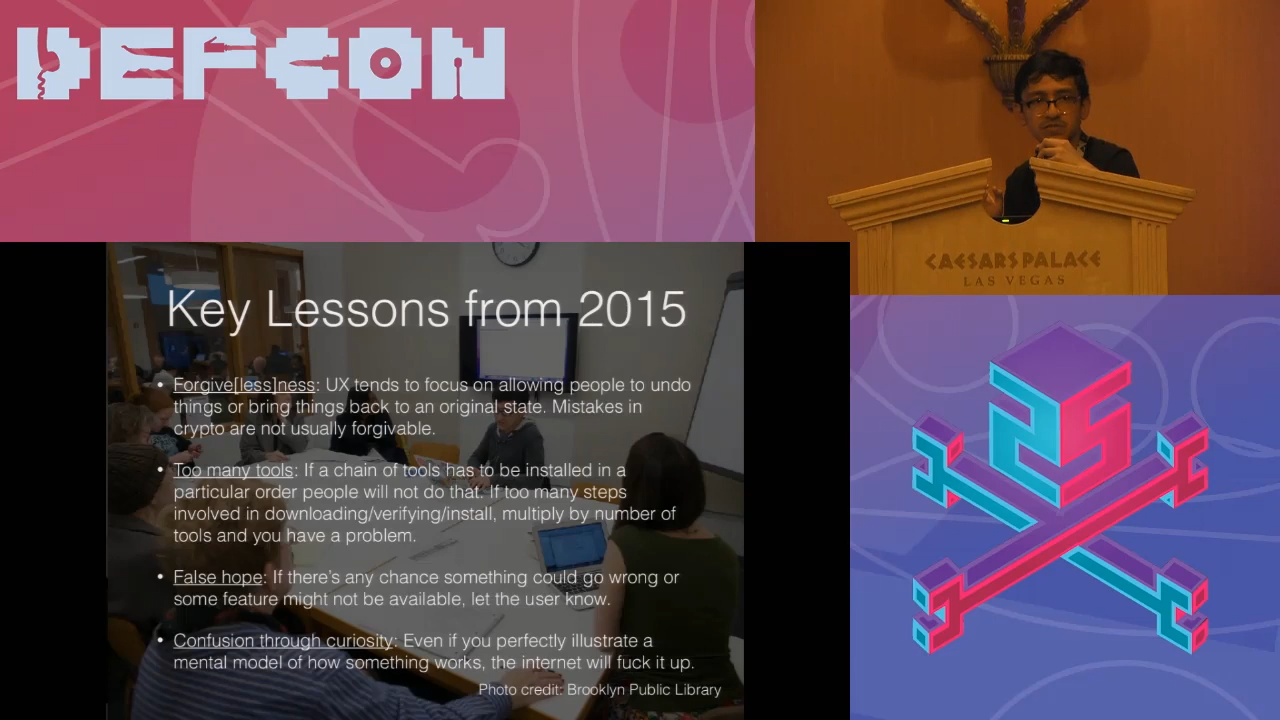 DEFCON
CAESARS PALACE
LAS VEGAS
Key Lessons from 2015
• Forgive[less]ness: UX tends to focus on allowing people to undo
things or bring things back to an original state. Mistakes in
crypto are not usually forgivable.
• Too many tools: If a chain of tools has to be installed in a
particular order people will not do that. If too many steps
involved in downloading/verifying/install, multiply by number of
tools and you have a problem.
• False hope: If there's any chance something could go wrong or
some feature might not be available, let the user know.
• Confusion through curiosity: Even if you perfectly illustrate a
mental model of how something works, the internet will fuck it up.
Photo credit: Brooklyn Public Library
25